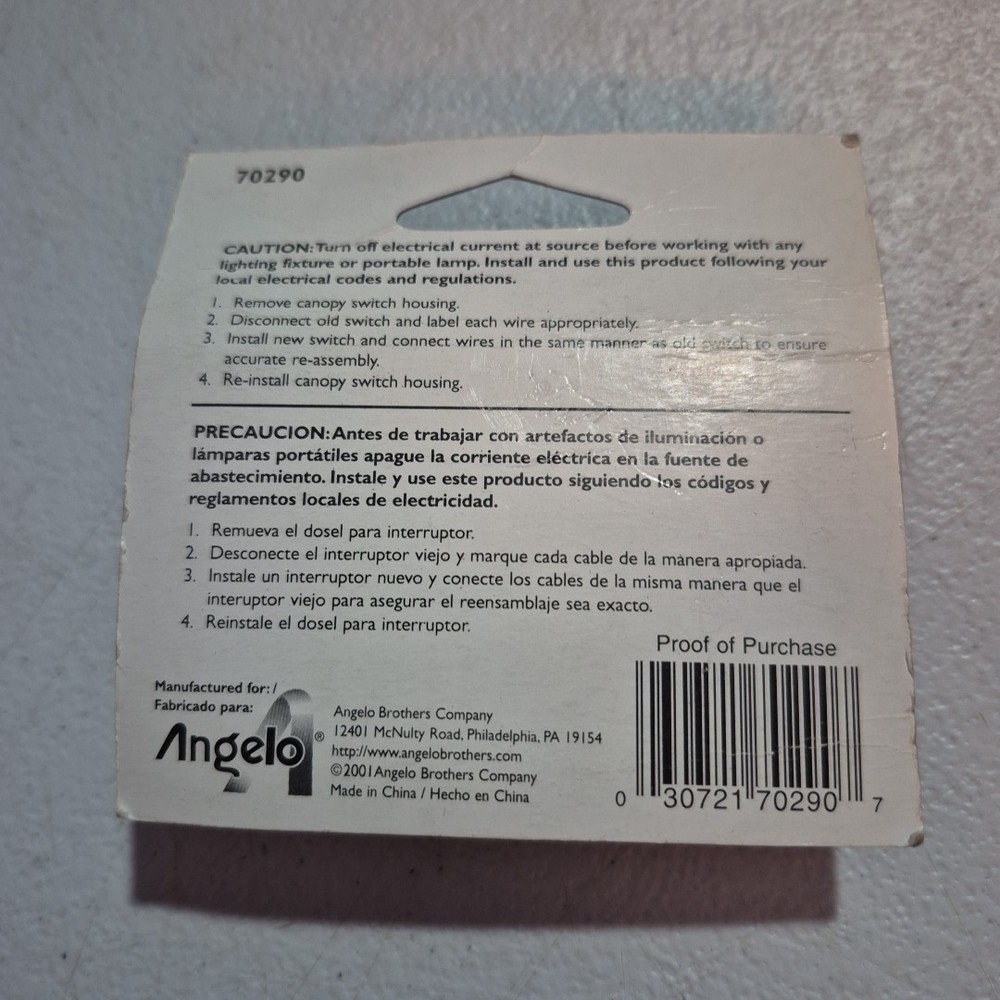 70290
CAUTION: Turn off electrical current at source before working with any
lighting fixture or portable lamp. Install and use this product following your
local electrical codes and regulations.
1. Remove canopy switch housing.
2. Disconnect old switch and label each wire appropriately.
3. Install new switch and connect wires in the same manner as old switch to ensure
accurate re-assembly.
4. Re-install canopy switch housing.
PRECAUCION: Antes de trabajar con artefactos de iluminación o
lámparas portátiles apague la corriente eléctrica en la fuente de
abastecimiento. Instale y use este producto siguiendo los códigos y
reglamentos locales de electricidad.
1. Remueva el dosel para interruptor.
2. Desconecte el interruptor viejo y marque cada cable de la manera apropiada.
3. Instale un interruptor nuevo y conecte los cables de la misma manera que el
interuptor viejo para asegurar el reensamblaje sea exacto.
4. Reinstale el dosel para interruptor.
Proof of Purchase
Manufactured for: /
Fabricado para:
Angelo®
Angelo Brothers Company
12401 McNulty Road, Philadelphia, PA 19154
http://www.angelobrothers.com
©2001 Angelo Brothers Company
Made in China / Hecho en China
0 30721 70290 7